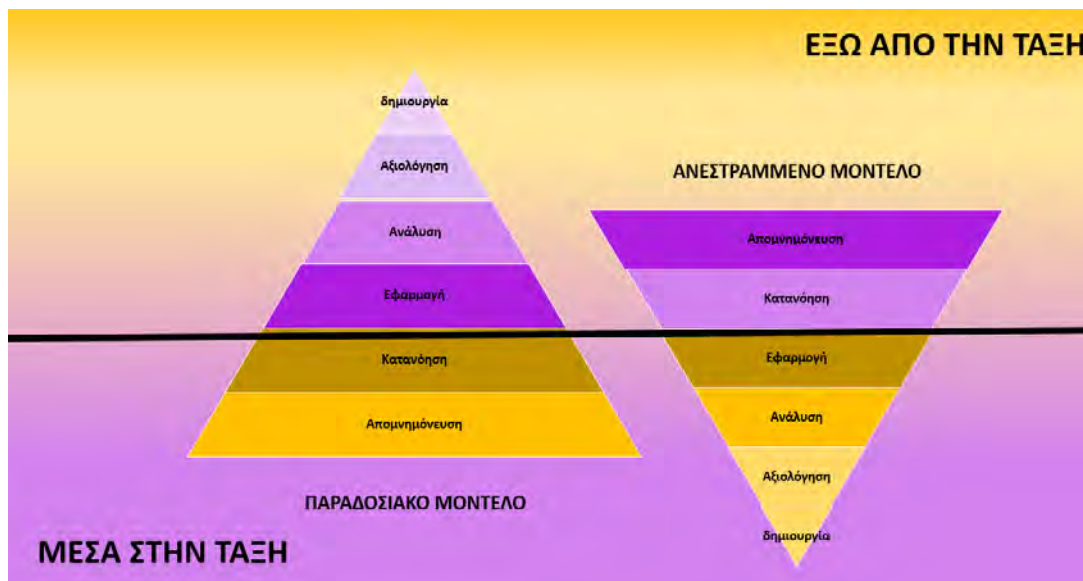 ΕΞΩ ΑΠΟ ΤΗΝ ΤΑΞΗ
δημιουργία
Αξιολόγηση
Ανάλυση
Εφαρμαγή
Κατανόηση
Απομνημόνευση
ΠΑΡΑΔΟΣΙΑΚΟ ΜΟΝΤΕΛΟ
ΑΝΕΣΤΡΑΜΜΕΝΟ ΜΟΝΤΕΛΟ
Απομνημόνευση
Κατανόηση
Εφαρμογή
Ανάλυση
Αξιολόγηση
δημιουργία
ΜΕΣΑ ΣΤΗΝ ΤΑΞΗ